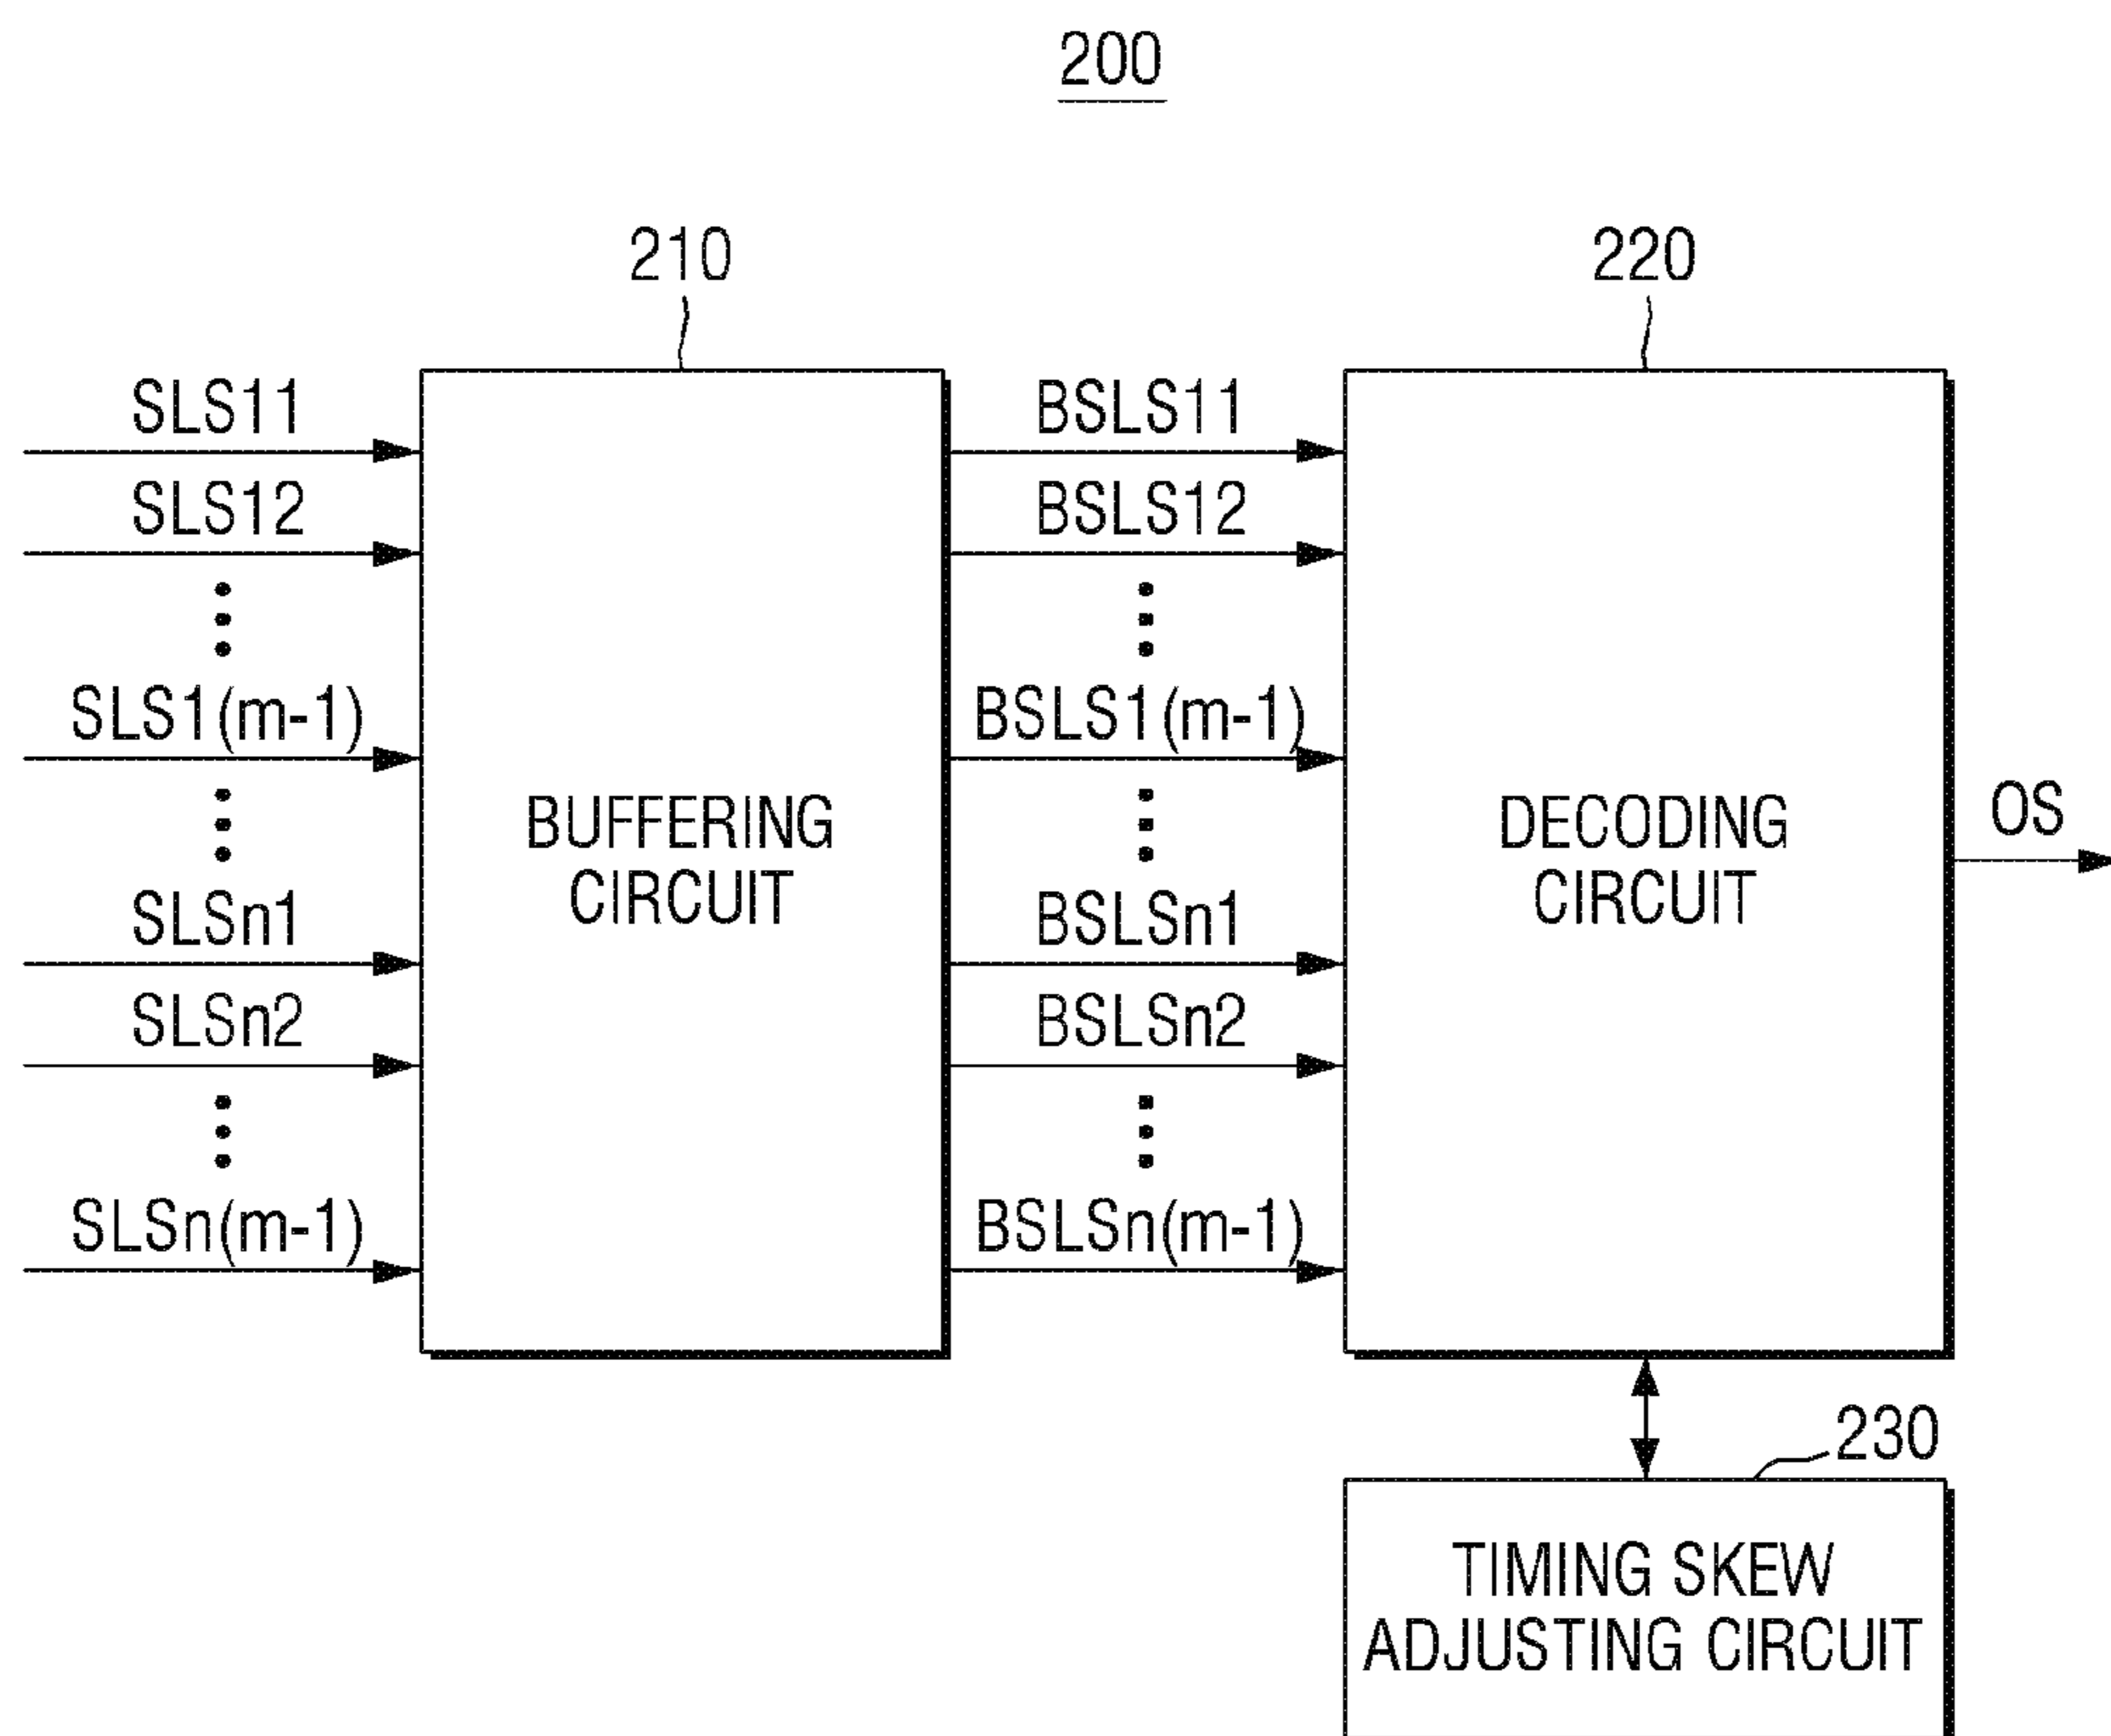 200
210
220
SLS11
BSLS11
SLS12
BSLS12
SLS1(m-1)
BSLS1(m-1)
BUFFERING
CIRCUIT
DECODING
CIRCUIT
OS
SLSn1
BSLSn1
SLSn2
BSLSn2
SLSn(m-1)
BSLSn(m-1)
230
TIMING SKEW
ADJUSTING CIRCUIT